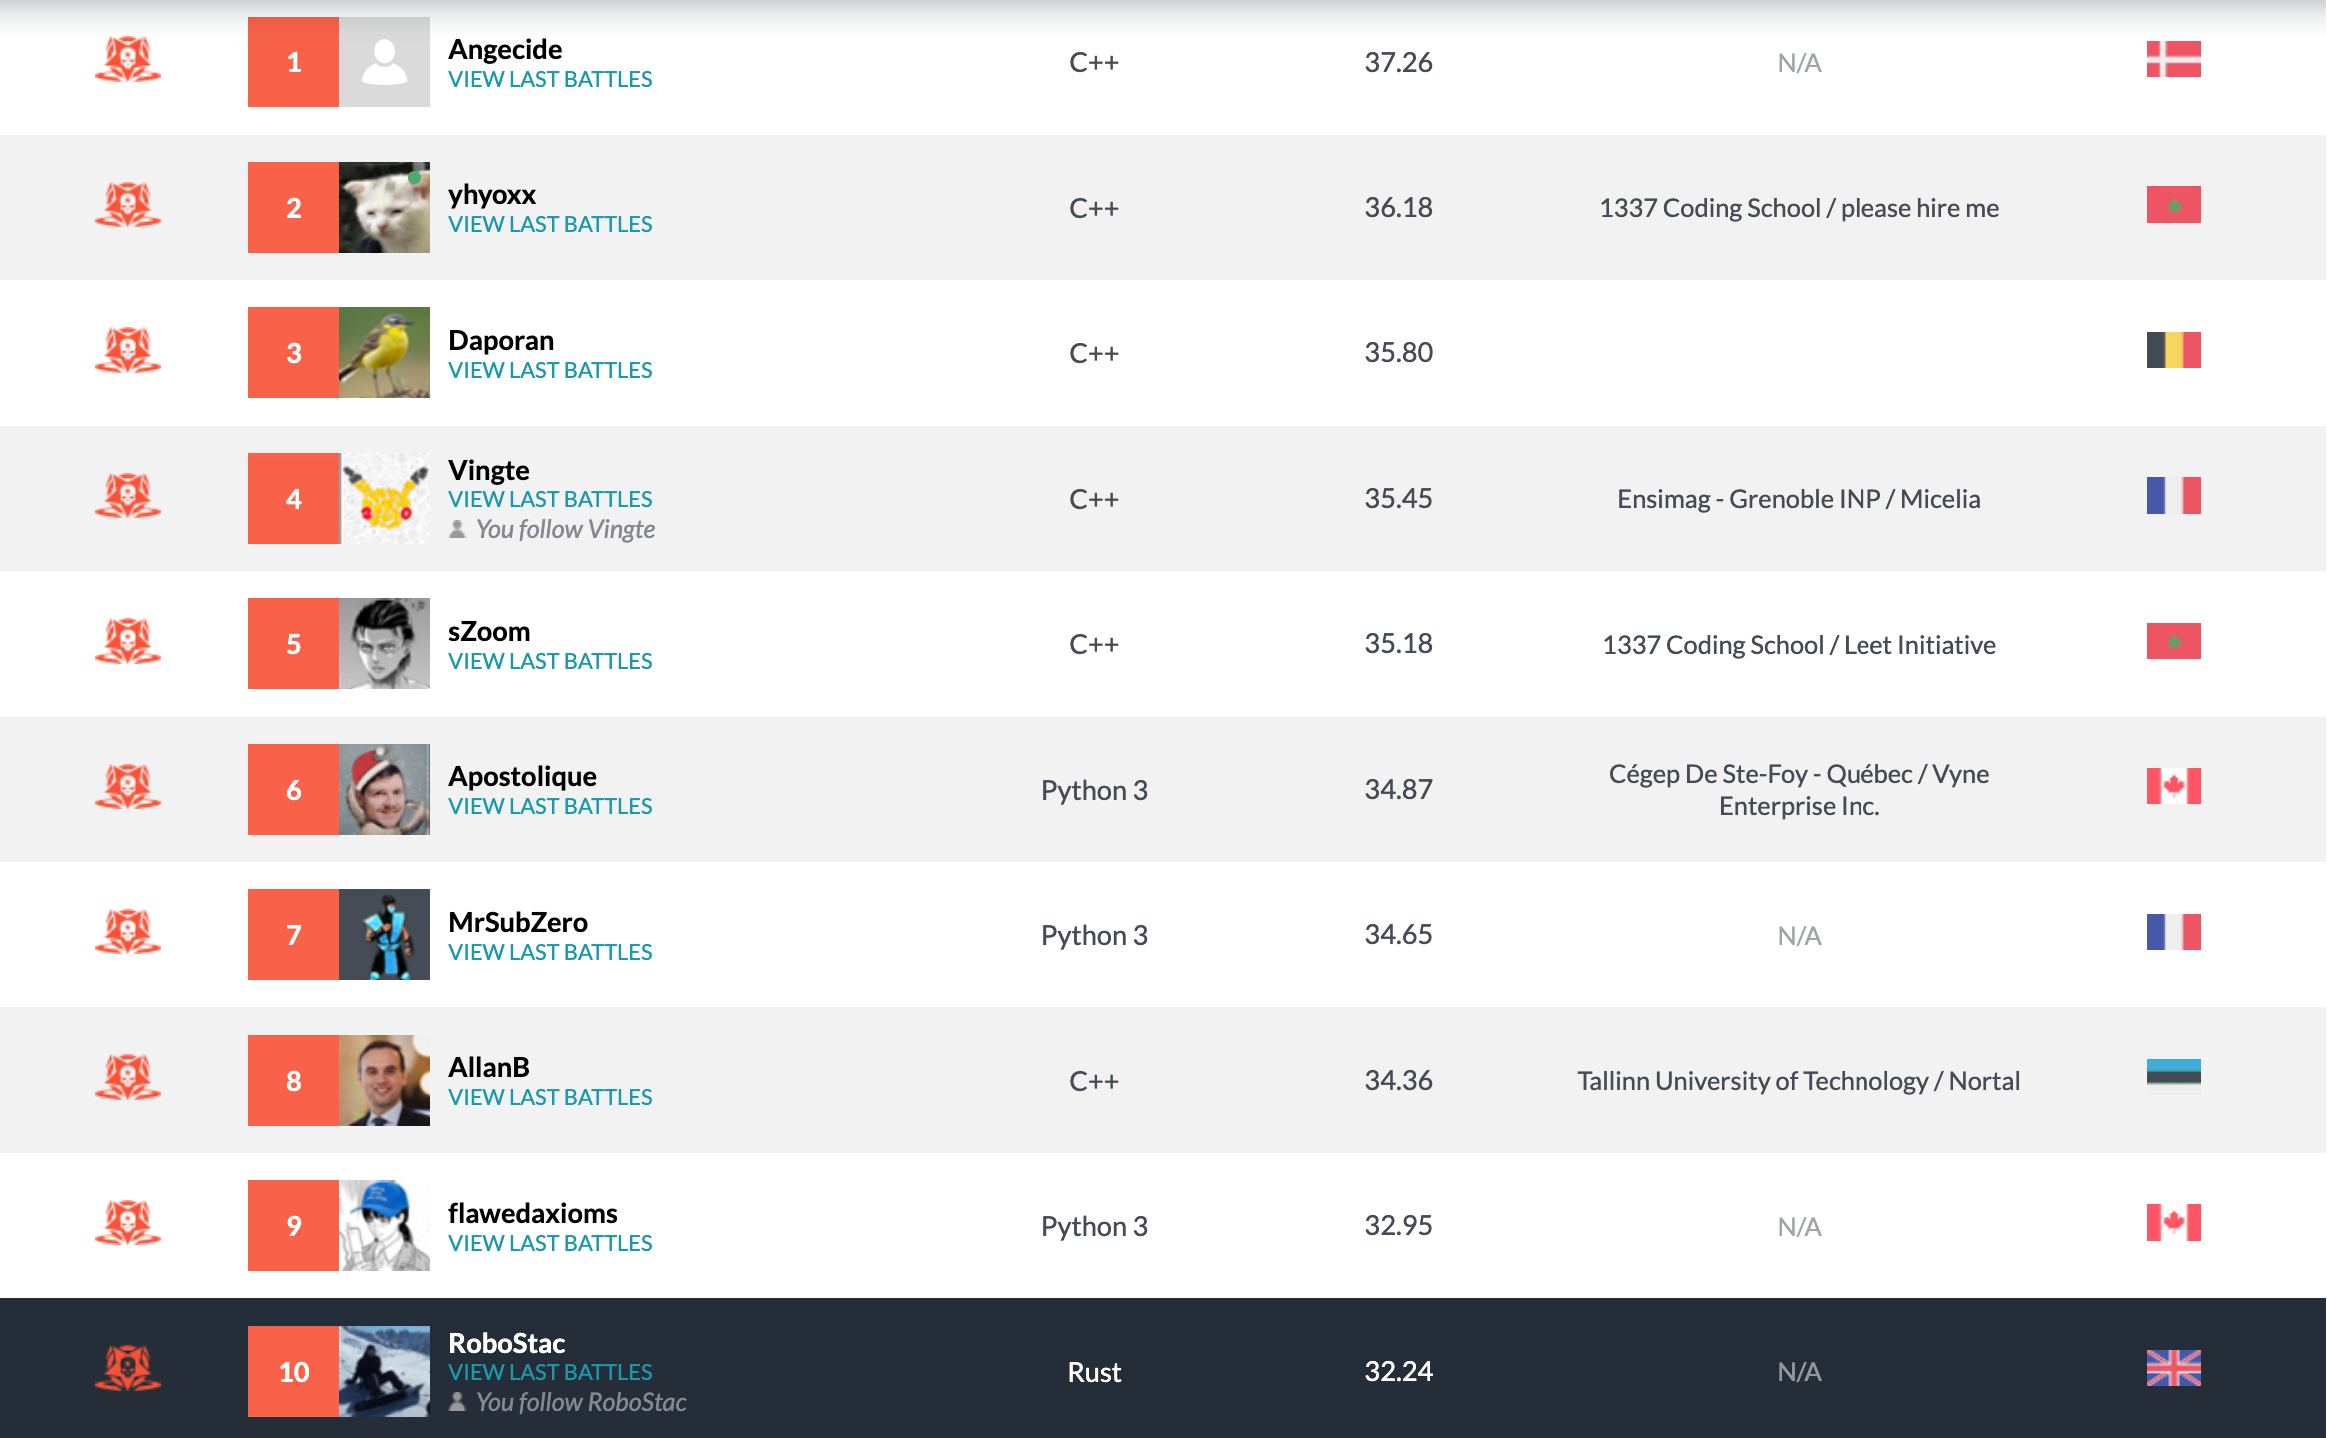 1
Angecide
VIEW LAST BATTLES
C++
37.26
N/A
2
yhyoxx
VIEW LAST BATTLES
C++
36.18
1337 Coding School / please hire me
3
Daporan
VIEW LAST BATTLES
C++
35.80
4
Vingte
VIEW LAST BATTLES
You follow Vingte
C++
35.45
Ensimag - Grenoble INP / Micelia
5
sZoom
VIEW LAST BATTLES
C++
35.18
1337 Coding School / Leet Initiative
6
Apostolique
VIEW LAST BATTLES
Python 3
34.87
Cégep De Ste-Foy - Québec / Vyne
Enterprise Inc.
7
MrSubZero
VIEW LAST BATTLES
Python 3
34.65
N/A
8
AllanB
VIEW LAST BATTLES
C++
34.36
Tallinn University of Technology / Nortal
9
flawedaxioms
VIEW LAST BATTLES
Python 3
32.95
N/A
10
RoboStac
VIEW LAST BATTLES
You follow RoboStac
Rust
32.24
N/A